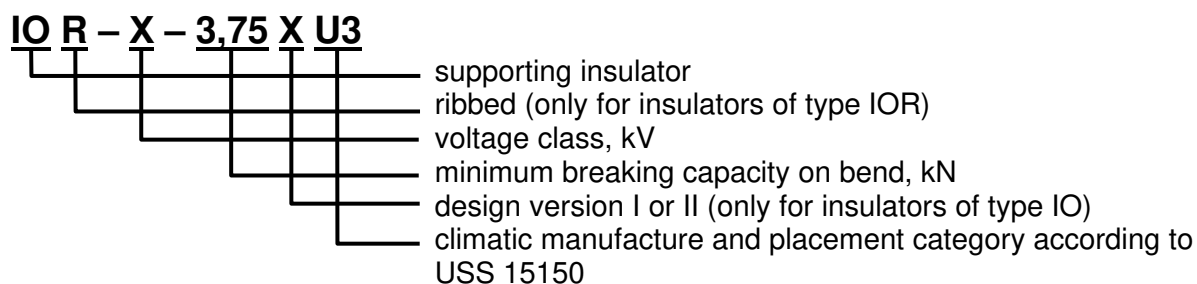 IO R – X – 3,75 X U3
supporting insulator
ribbed (only for insulators of type IOR)
voltage class, kV
minimum breaking capacity on bend, kN
design version I or II (only for insulators of type IO)
climatic manufacture and placement category according to
USS 15150